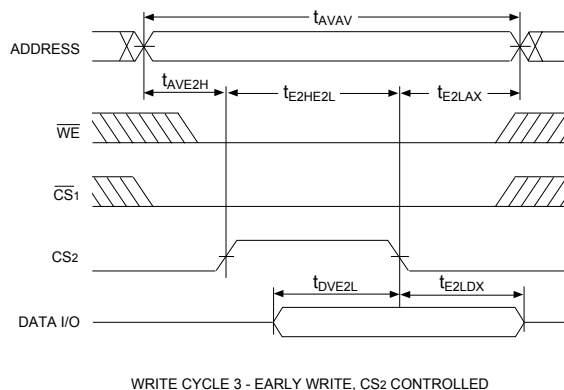 tAVAV
ADDRESS
tAVE2H tE2HE2L tE2LAX
WE
CS1
CS2
tDVE2L tE2LDX
DATA I/O
WRITE CYCLE 3 - EARLY WRITE, CS2 CONTROLLED